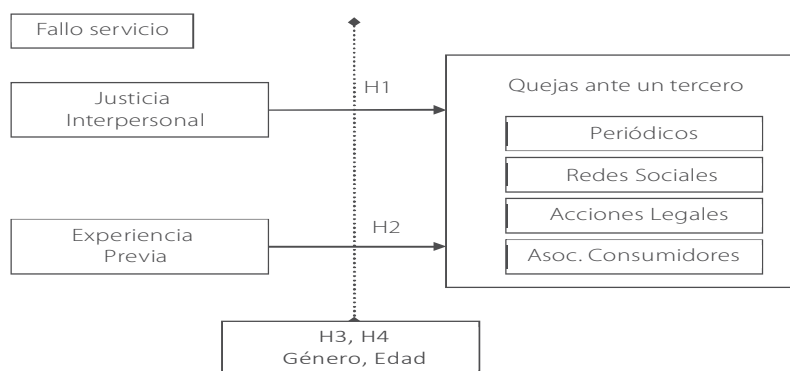 Fallo servicio
Justicia
Interpersonal
H1
Quejas ante un tercero
Periódicos
Redes Sociales
Acciones Legales
Asoc. Consumidores
Experiencia
Previa
H2
H3, H4
Género, Edad